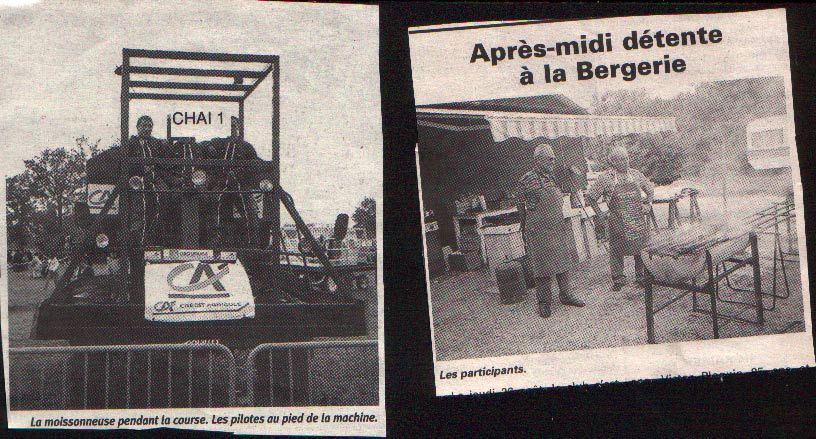 CHAI 1
CA
CRÉDIT AGRICOLE
La moissonneuse pendant la course. Les pilotes au pied de la machine.
Après-midi détente
à la Bergerie
Les participants.